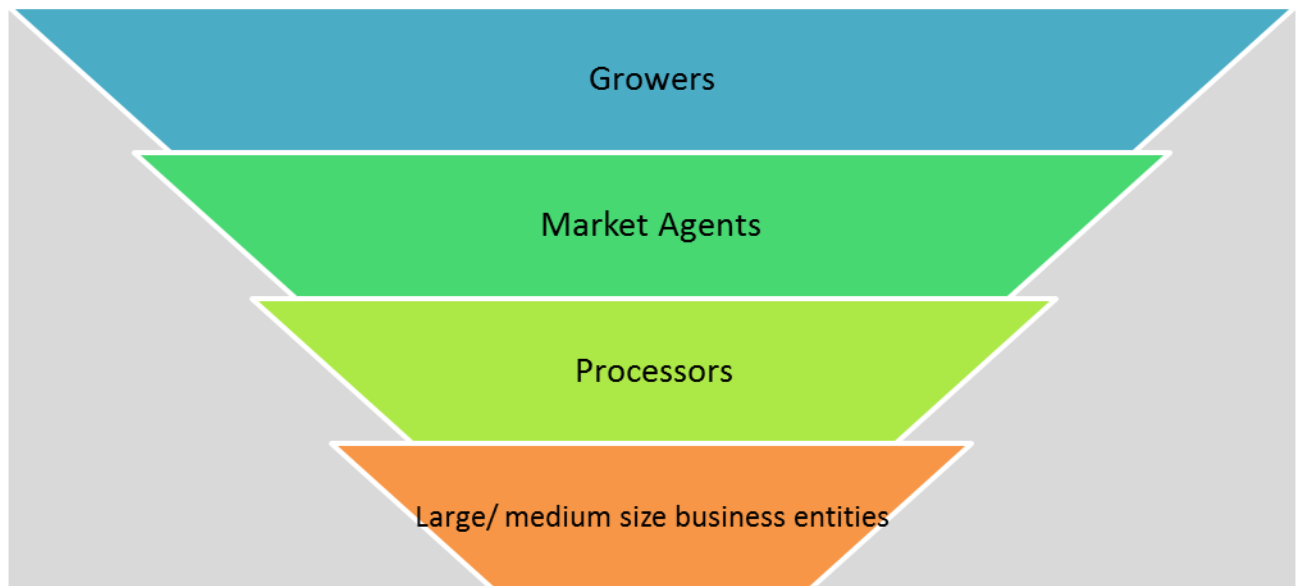 Growers
Market Agents
Processors
Large/ medium size business entities